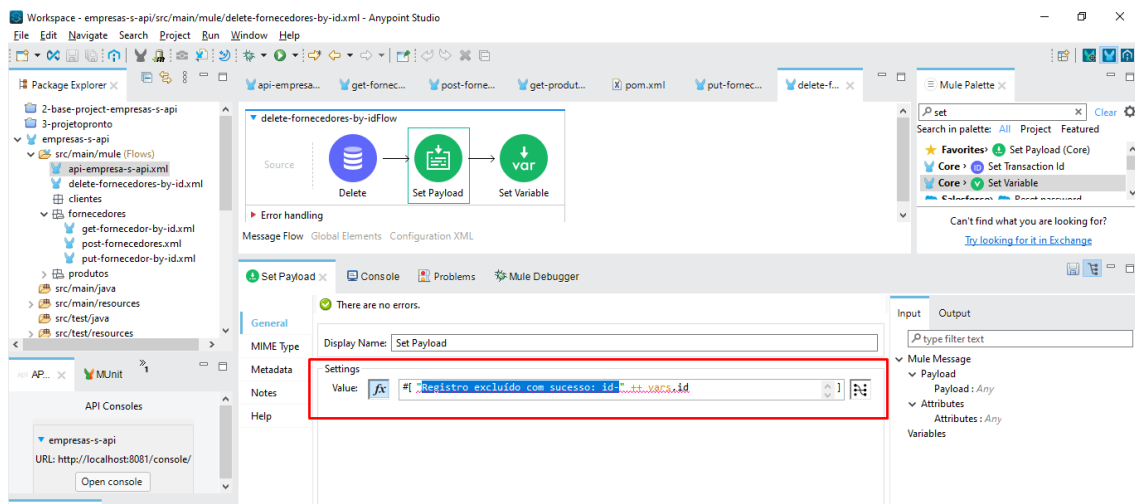 Workspace - empresas-s-api/src/main/mule/delete-fornecedores-by-id.xml - Anypoint Studio
File Edit Navigate Search Project Run Window Help
Package Explorer
api-empresa... get-fornec... post-forne... get-produt... pom.xml put-fornec... delete-f...
Mule Palette
2-base-project-empresas-s-api
3-projetopronto
empresas-s-api
src/main/mule (Flows)
api-empresa-s-api.xml
delete-fornecedores-by-id.xml
clientes
fornecedores
get-fornecedor-by-id.xml
post-fornecedores.xml
put-fornecedor-by-id.xml
produtos
src/main/java
src/main/resources
src/test/java
src/test/resources
delete-fornecedores-by-idFlow
Source
var
Delete Set Payload Set Variable
Error handling
Message Flow Global Elements Configuration XML
set Clear
Search in palette: All Project Featured
Favorites> Set Payload (Core)
Core > ID Set Transaction Id
Core > V Set Variable
Salesforce> Reset password
Can't find what you are looking for?
Try looking for it in Exchange
Set Payload Console Problems Mule Debugger
There are no errors.
General
MIME Type
Metadata
Notes
Help
Display Name: Set Payload
Settings
Value: fx #[ "Registro excluído com sucesso: id-" ++ vars.id ]
Input Output
type filter text
Mule Message
Payload
Payload : Any
Attributes
Attributes : Any
Variables
AP... MUnit »1
API Consoles
empresas-s-api
URL: http://localhost:8081/console/
Open console